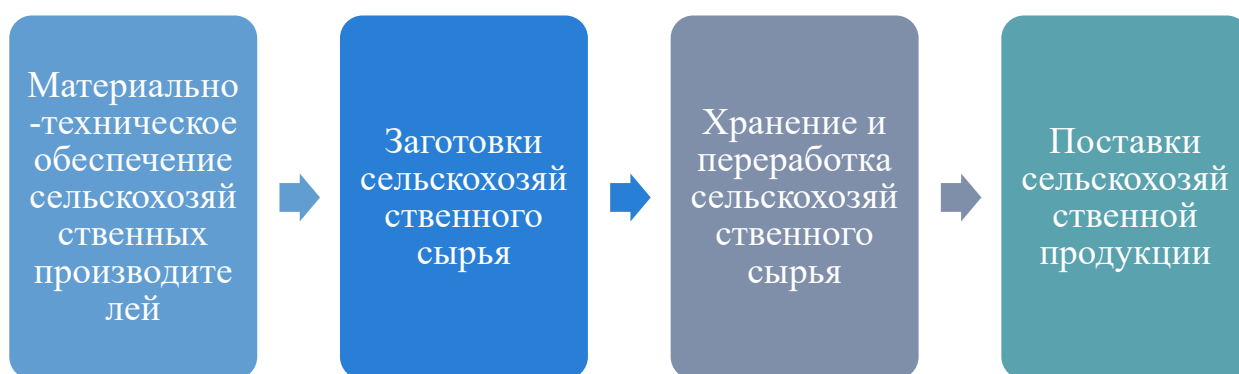 Материально
-техническое
обеспечение
сельскохозяй
ственных
производите
лей
Заготовки
сельскохозяй
ственного
сырья
Хранение и
переработка
сельскохозяй
ственного
сырья
Поставки
сельскохозяй
ственной
продукции